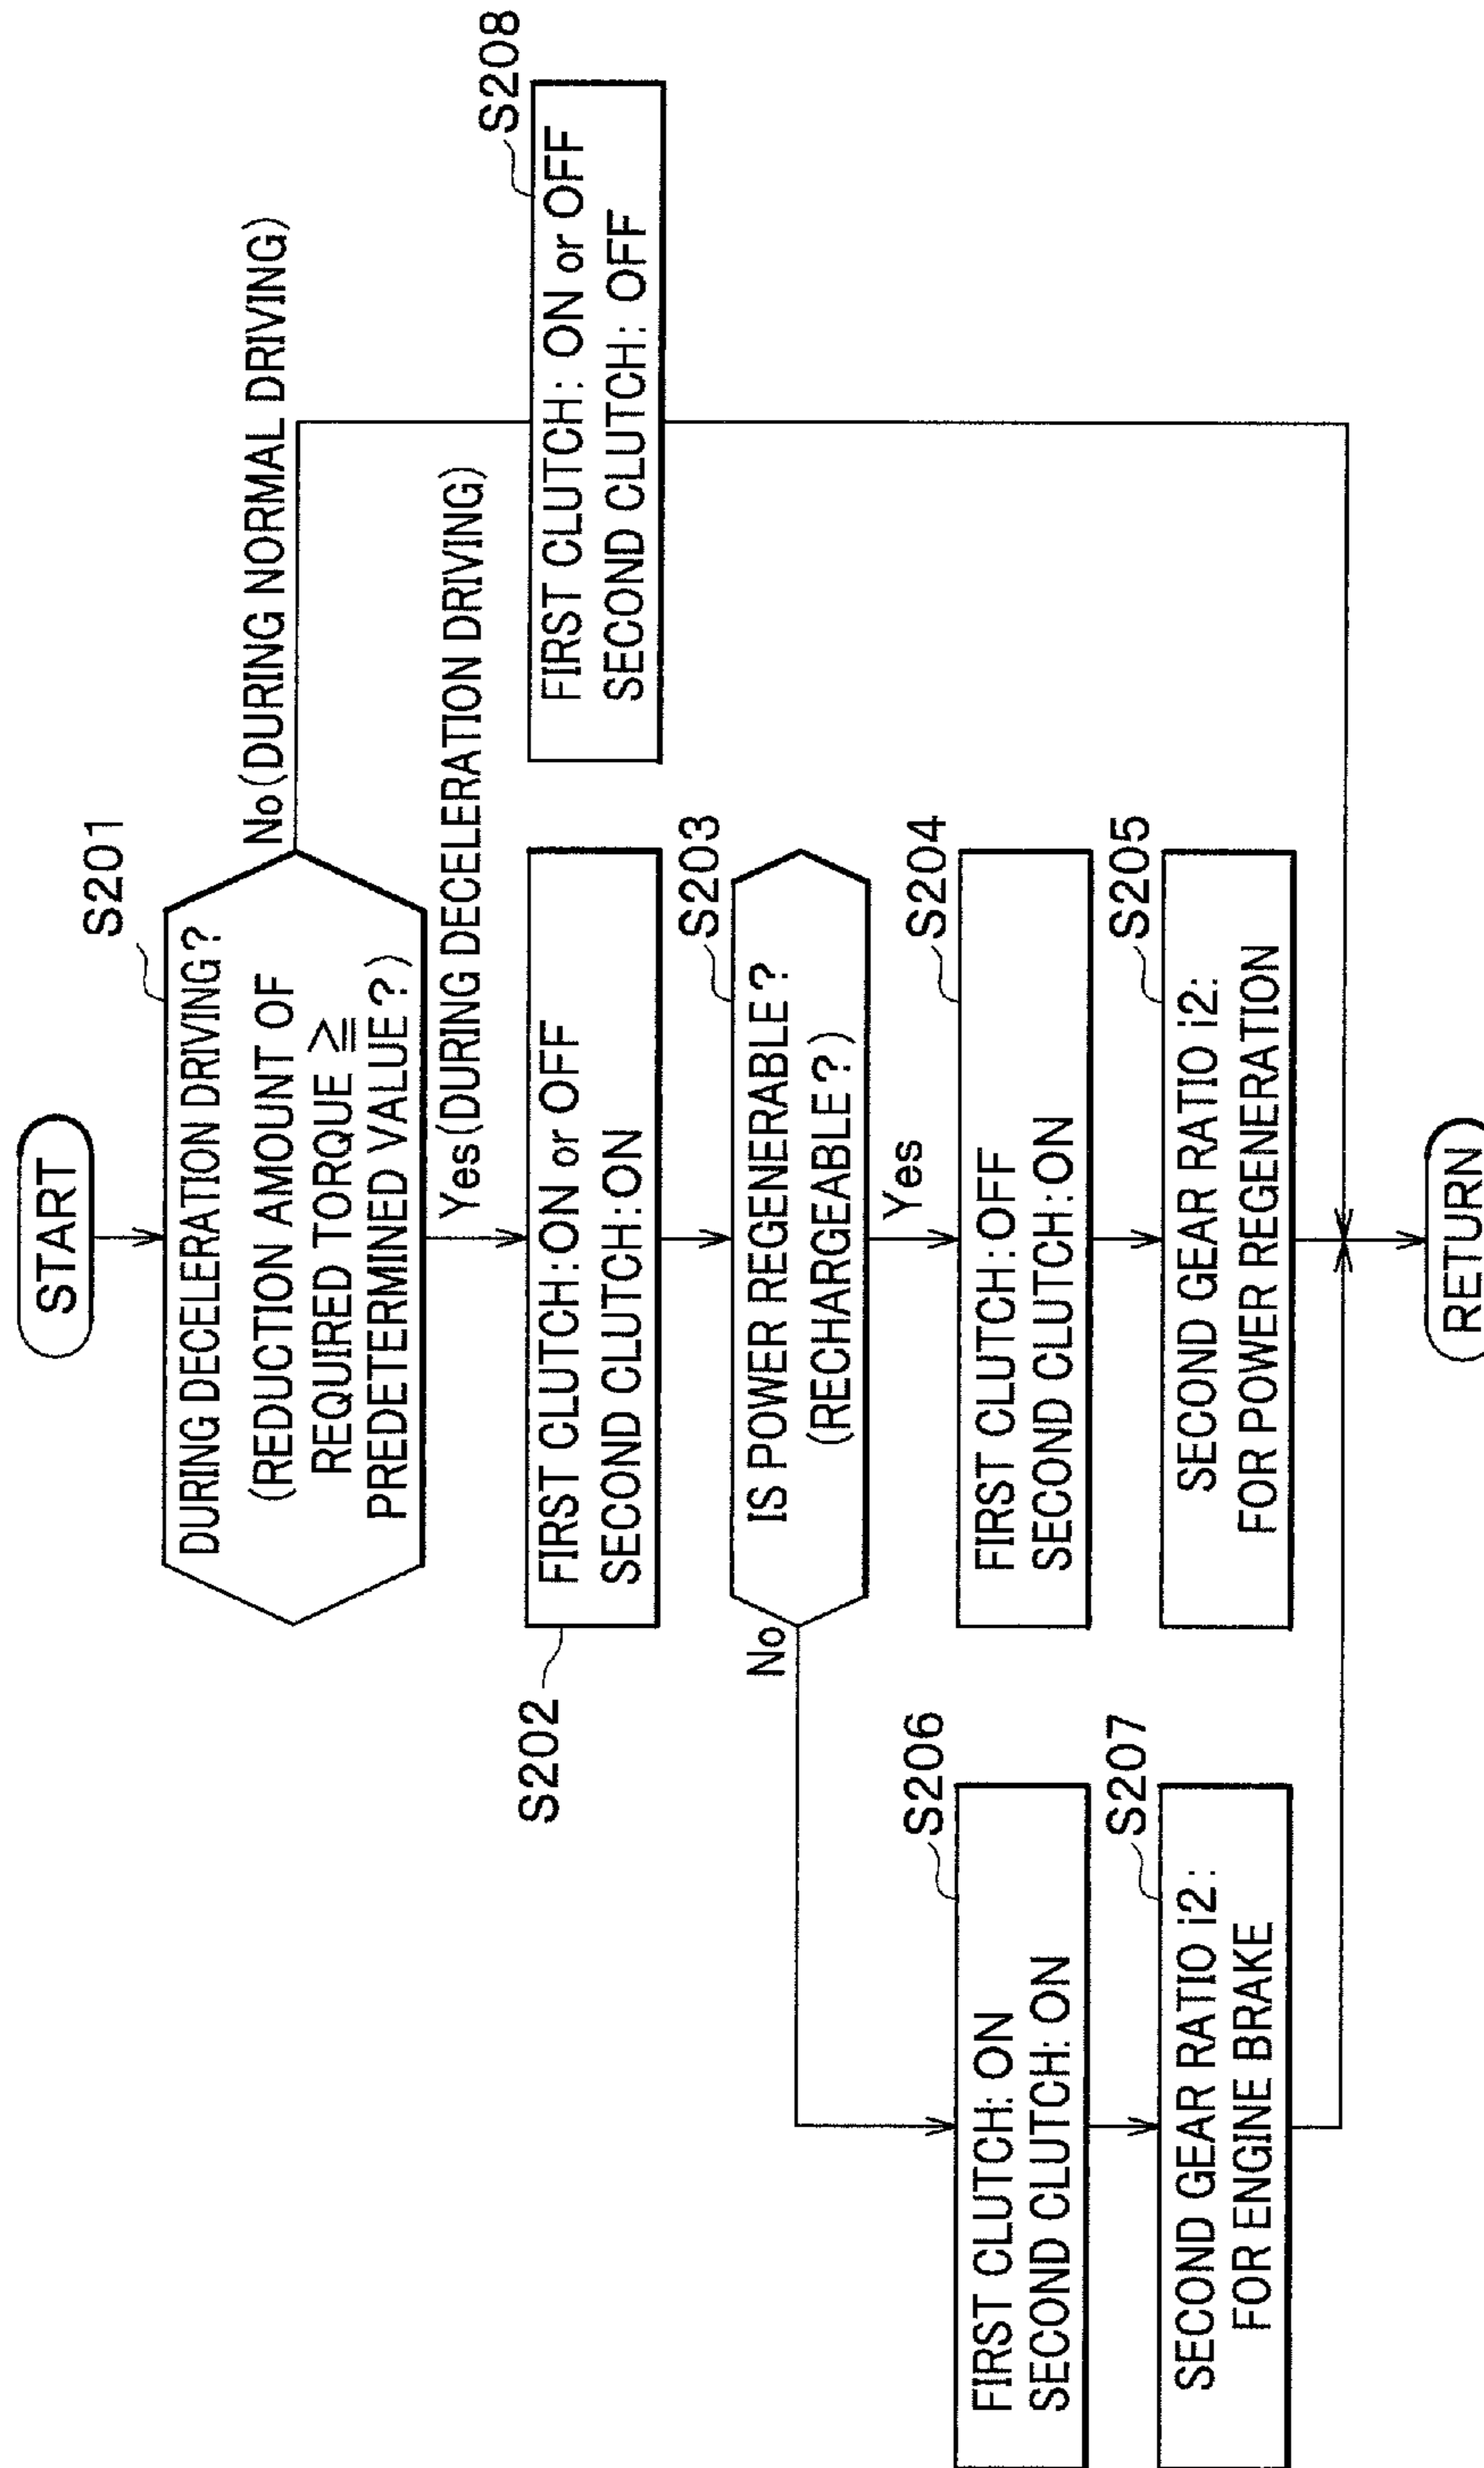 START
S201
DURING DECELERATION DRIVING?
(REDUCTION AMOUNT OF
REQUIRED TORQUE ≧
PREDETERMINED VALUE?)
No(DURING NORMAL DRIVING)
Yes(DURING DECELERATION DRIVING)
S202
FIRST CLUTCH:ON or OFF
SECOND CLUTCH:ON
S208
FIRST CLUTCH: ON or OFF
SECOND CLUTCH: OFF
S203
IS POWER REGENERABLE?
(RECHARGEABLE?)
No
Yes
S206
FIRST CLUTCH: ON
SECOND CLUTCH: ON
S204
FIRST CLUTCH:OFF
SECOND CLUTCH:ON
S207
SECOND GEAR RATIO i2:
FOR ENGINE BRAKE
S205
SECOND GEAR RATIO i2:
FOR POWER REGENERATION
RETURN